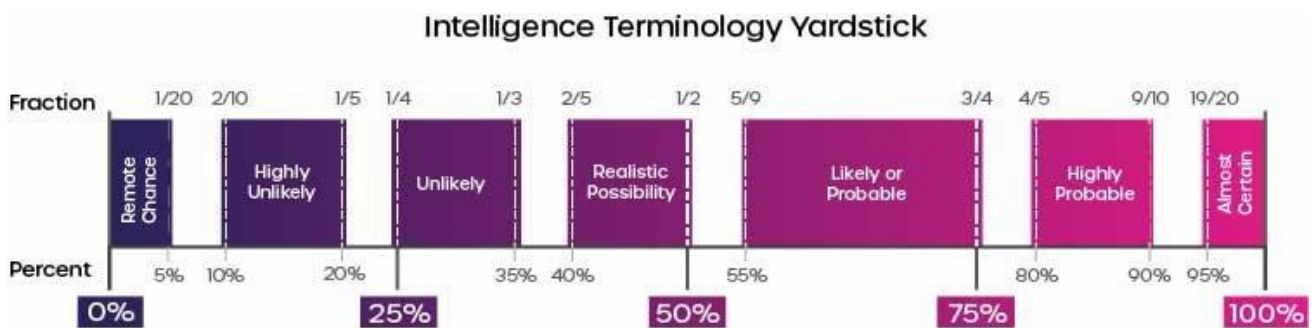 Intelligence Terminology Yardstick
Fraction 1/20 2/10 1/5 1/4 1/3 2/5 1/2 5/9 3/4 4/5 9/10 19/20
Remote
Chance
Highly
Unlikely
Unlikely
Realistic
Possibility
Likely or
Probable
Highly
Probable
Almost
Certain
Percent 5% 10% 20% 35% 40% 55% 80% 90% 95%
0% 25% 50% 75% 100%